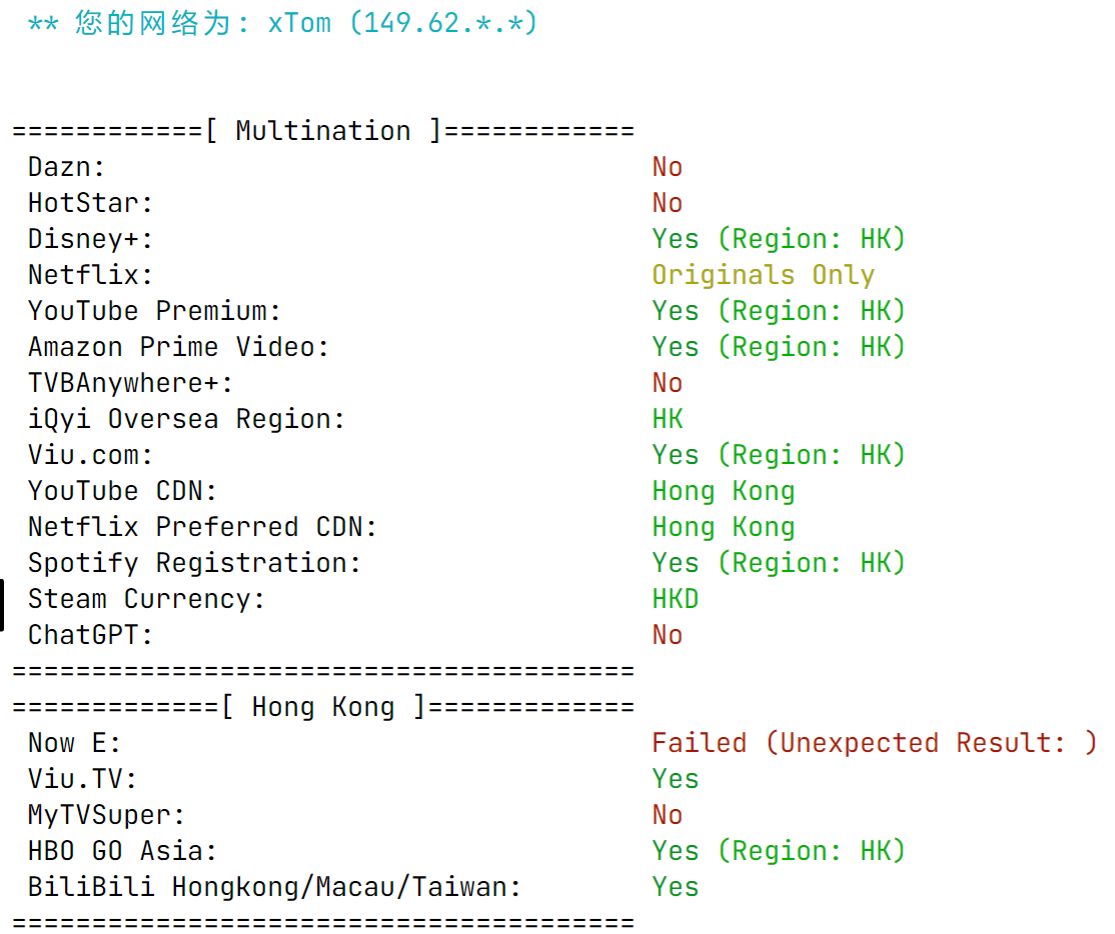 ** 您的网络为: xTom (149.62.*.*)
============[ Multination ]============
Dazn: No
HotStar: No
Disney+: Yes (Region: HK)
Netflix: Originals Only
YouTube Premium: Yes (Region: HK)
Amazon Prime Video: Yes (Region: HK)
TVBAnywhere+: No
iQyi Oversea Region: HK
Viu.com: Yes (Region: HK)
YouTube CDN: Hong Kong
Netflix Preferred CDN: Hong Kong
Spotify Registration: Yes (Region: HK)
Steam Currency: HKD
ChatGPT: No
=======================================
=============[ Hong Kong ]=============
Now E: Failed (Unexpected Result: )
Viu.TV: Yes
MyTVSuper: No
HBO GO Asia: Yes (Region: HK)
BiliBili Hongkong/Macau/Taiwan: Yes
=======================================